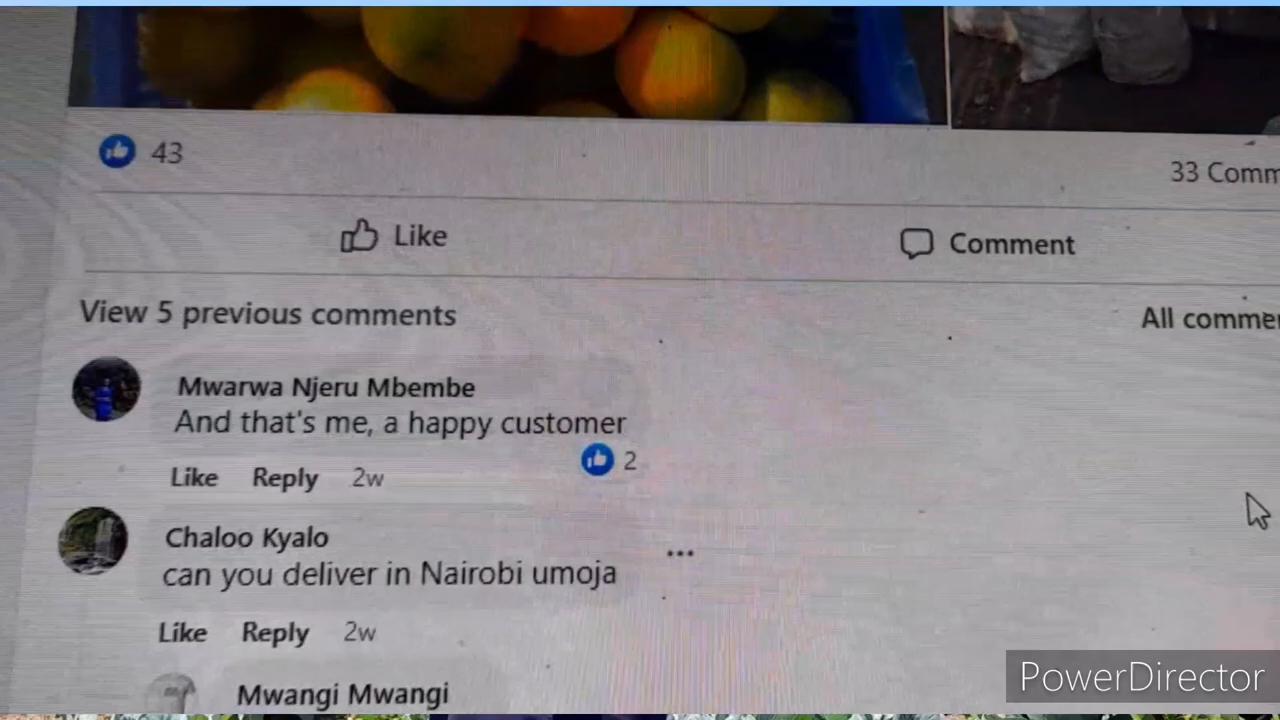 43
33 Comm
Like
Comment
View 5 previous comments
All commen
Mwarwa Njeru Mbembe
And that's me, a happy customer
2
Like Reply 2w
Chaloo Kyalo
can you deliver in Nairobi umoja
Like Reply 2w
Mwangi Mwangi
PowerDirector